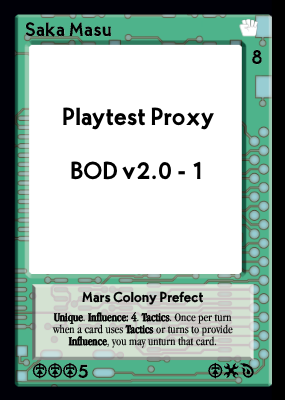 Saka Masu
8
Playtest Proxy
BOD v2.0 - 1
Mars Colony Prefect
Unique. Influence: 4. Tactics. Once per turn
when a card uses Tactics or turns to provide
Influence, you may unturn that card.
5